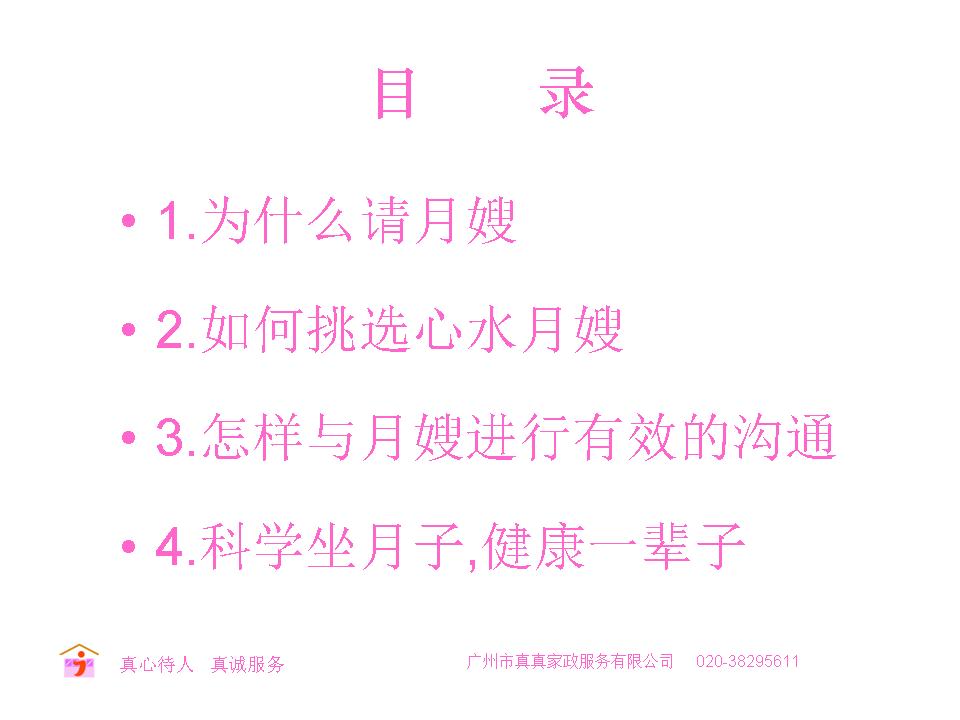 目 录
• 1.为什么请月嫂
• 2.如何挑选心水月嫂
• 3.怎样与月嫂进行有效的沟通
• 4.科学坐月子,健康一辈子
真心待人 真诚服务
广州市真真家政服务有限公司 020-38295611